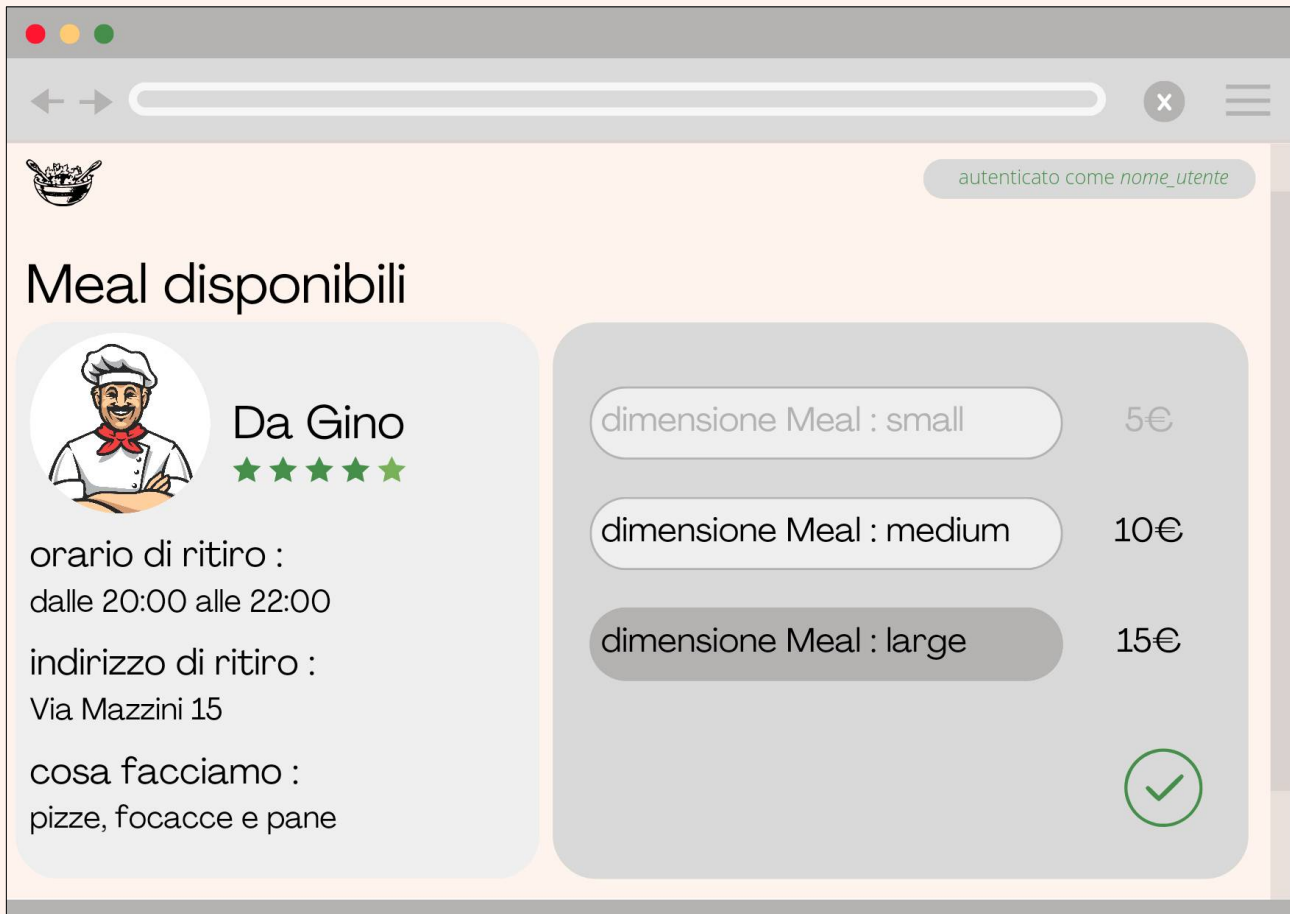 x
autenticato come nome_utente
Meal disponibili
Da Gino
orario di ritiro :
dalle 20:00 alle 22:00
indirizzo di ritiro :
Via Mazzini 15
cosa facciamo :
pizze, focacce e pane
dimensione Meal : small 5€
dimensione Meal : medium 10€
dimensione Meal : large 15€